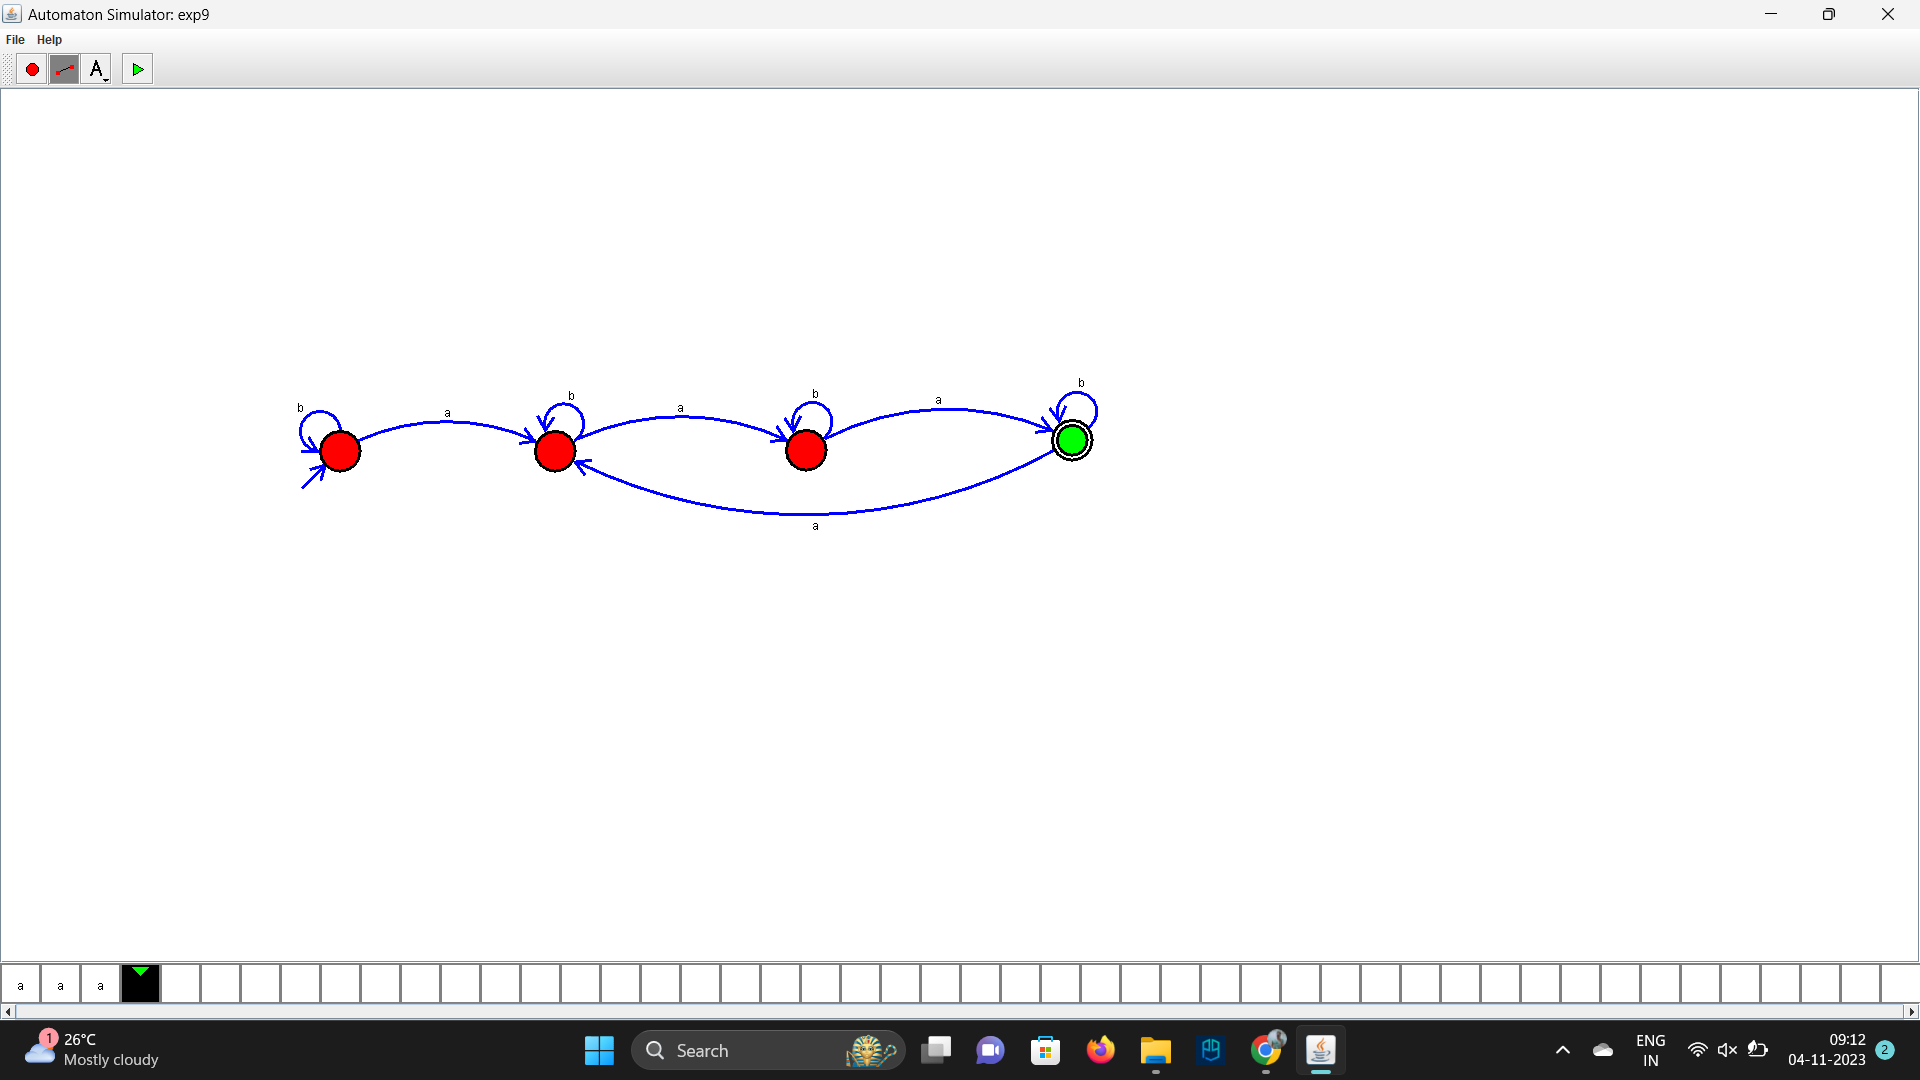 Automaton Simulator: exp9
File Help
A
b
a
b
a
b
a
b
a
a a a
1
26°C
Mostly cloudy
Search
ENG
IN
09:12
04-11-2023
2